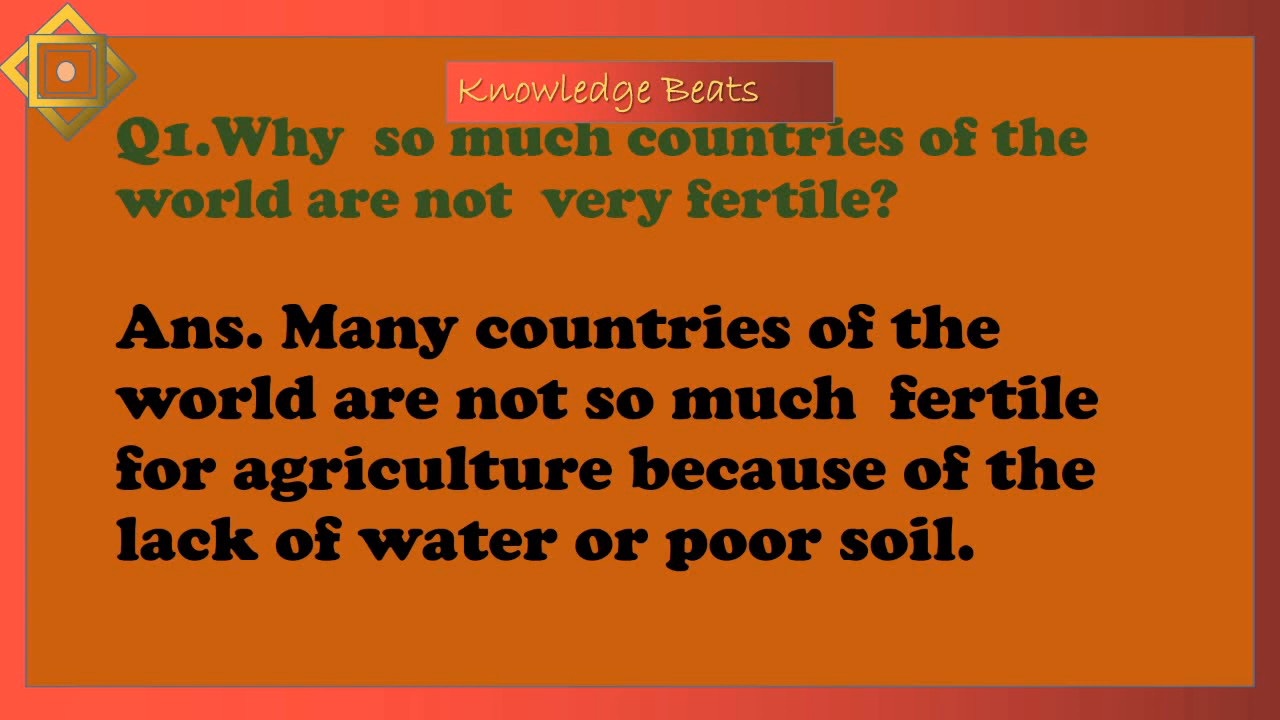 Knowledge Beats
Q1.Why so much countries of the
world are not very fertile?
Ans. Many countries of the
world are not so much fertile
for agriculture because of the
lack of water or poor soil.